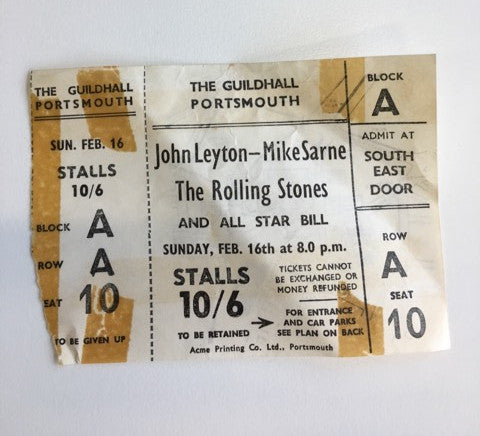 THE GUILDHALL
PORTSMOUTH
SUN. FEB. 16
STALLS
10/6
BLOCK A
ROW A
SEAT 10
TO BE GIVEN UP
THE GUILDHALL
PORTSMOUTH
John Leyton—Mike Sarne
The Rolling Stones
AND ALL STAR BILL
SUNDAY, FEB. 16th at 8.0 p.m.
STALLS
10/6
TO BE RETAINED
TICKETS CANNOT
BE EXCHANGED OR
MONEY REFUNDED
→ FOR ENTRANCE
AND CAR PARKS
SEE PLAN ON BACK
Acme Printing Co. Ltd., Portsmouth
BLOCK
A
ADMIT AT
SOUTH
EAST
DOOR
ROW
A
SEAT
10